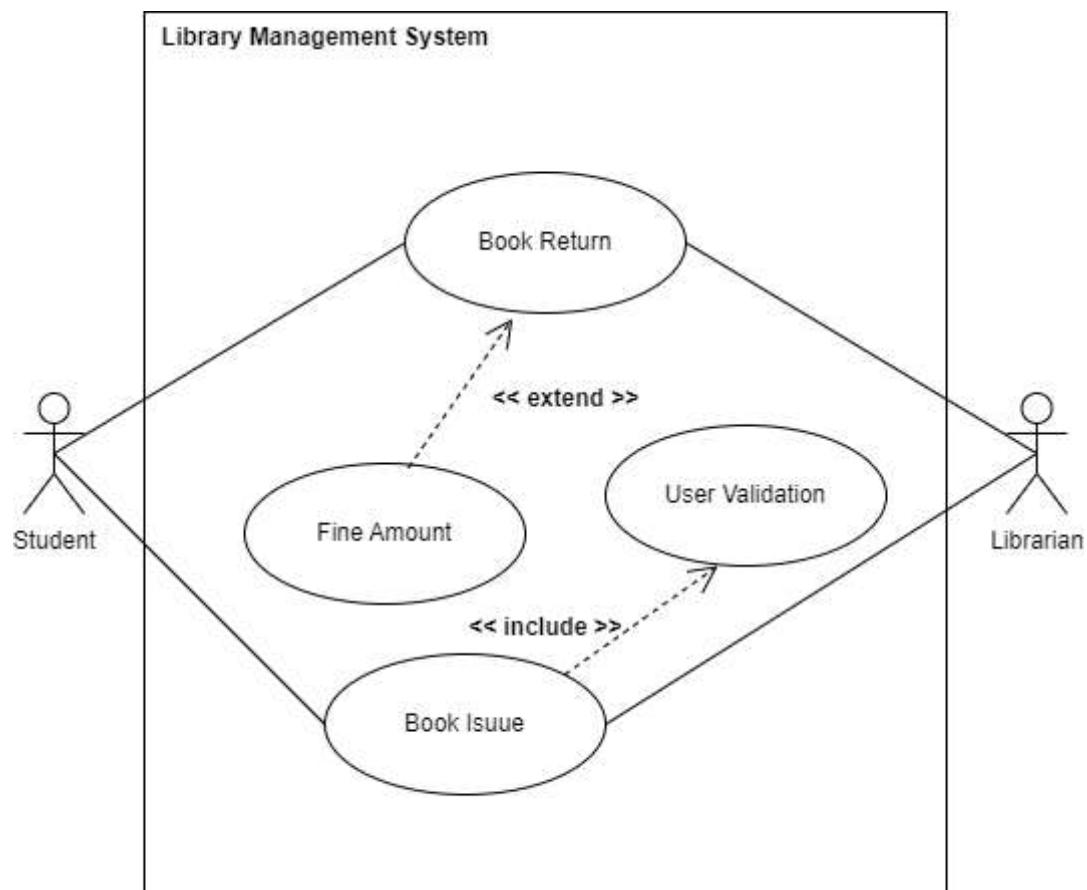 Library Management System
Book Return
<< extend >>
User Validation
Fine Amount
Student
Librarian
<< include >>
Book Isuue